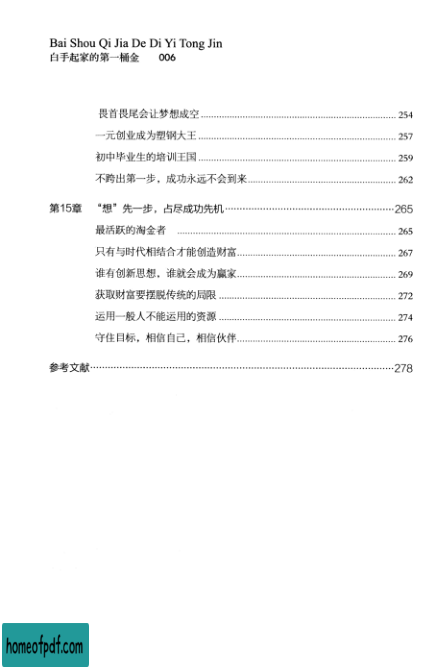 Bai Shou Qi Jia De Di Yi Tong Jin
白手起家的第一桶金 006
畏首畏尾会让梦想成空 254
一元创业成为塑钢大王 257
初中毕业生的培训王国 259
不跨出第一步，成功永远不会到来 262
第15章 “想”先一步，占尽成功先机 265
最活跃的淘金者 265
只有与时代相结合才能创造财富 267
谁有创新思想，谁就会成为赢家 269
获取财富要摆脱传统的局限 272
运用一般人不能运用的资源 274
守住目标，相信自己，相信伙伴 276
参考文献 278
homeofpdf.com